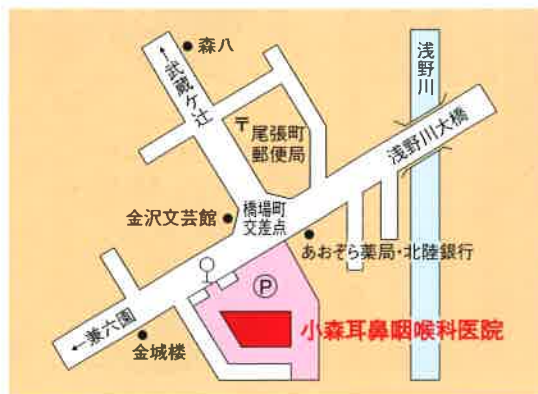 森八
←武蔵ケ辻
浅野川
〒
尾張町
郵便局
浅野川大橋
橋場町
交差点
金沢文芸館
あおぞら薬局・北陸銀行
P
小森耳鼻咽喉科医院
←兼六園
金城楼